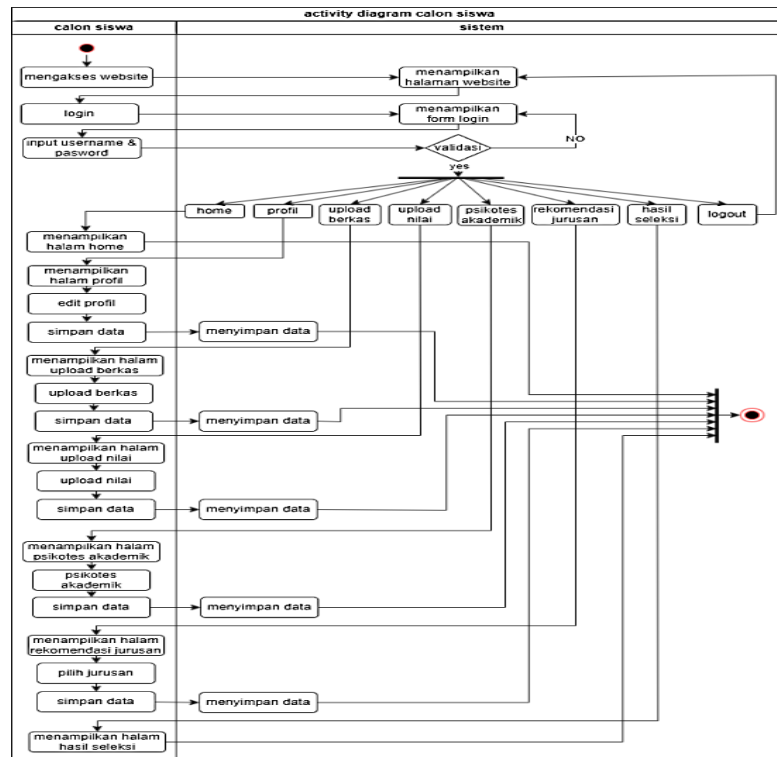 activity diagram calon siswa
calon siswa
sistem
mengakses website
menampilkan
halaman website
login
menampilkan
form login
input username &
pasword
validasi
NO
yes
home
profil
upload
berkas
upload
nilai
psikotes
akademik
rekomendasi
jurusan
hasil
seleksi
logout
menampilkan
halam home
menampilkan
halam profil
edit profil
simpan data
menyimpan data
menampilkan halam
upload berkas
upload berkas
simpan data
menyimpan data
menampilkan halam
upload nilai
upload nilai
simpan data
menyimpan data
menampilkan halam
psikotes akademik
psikotes
akademik
simpan data
menyimpan data
menampilkan halam
rekomendasi jurusan
pilih jurusan
simpan data
menyimpan data
menampilkan halam
hasil seleksi